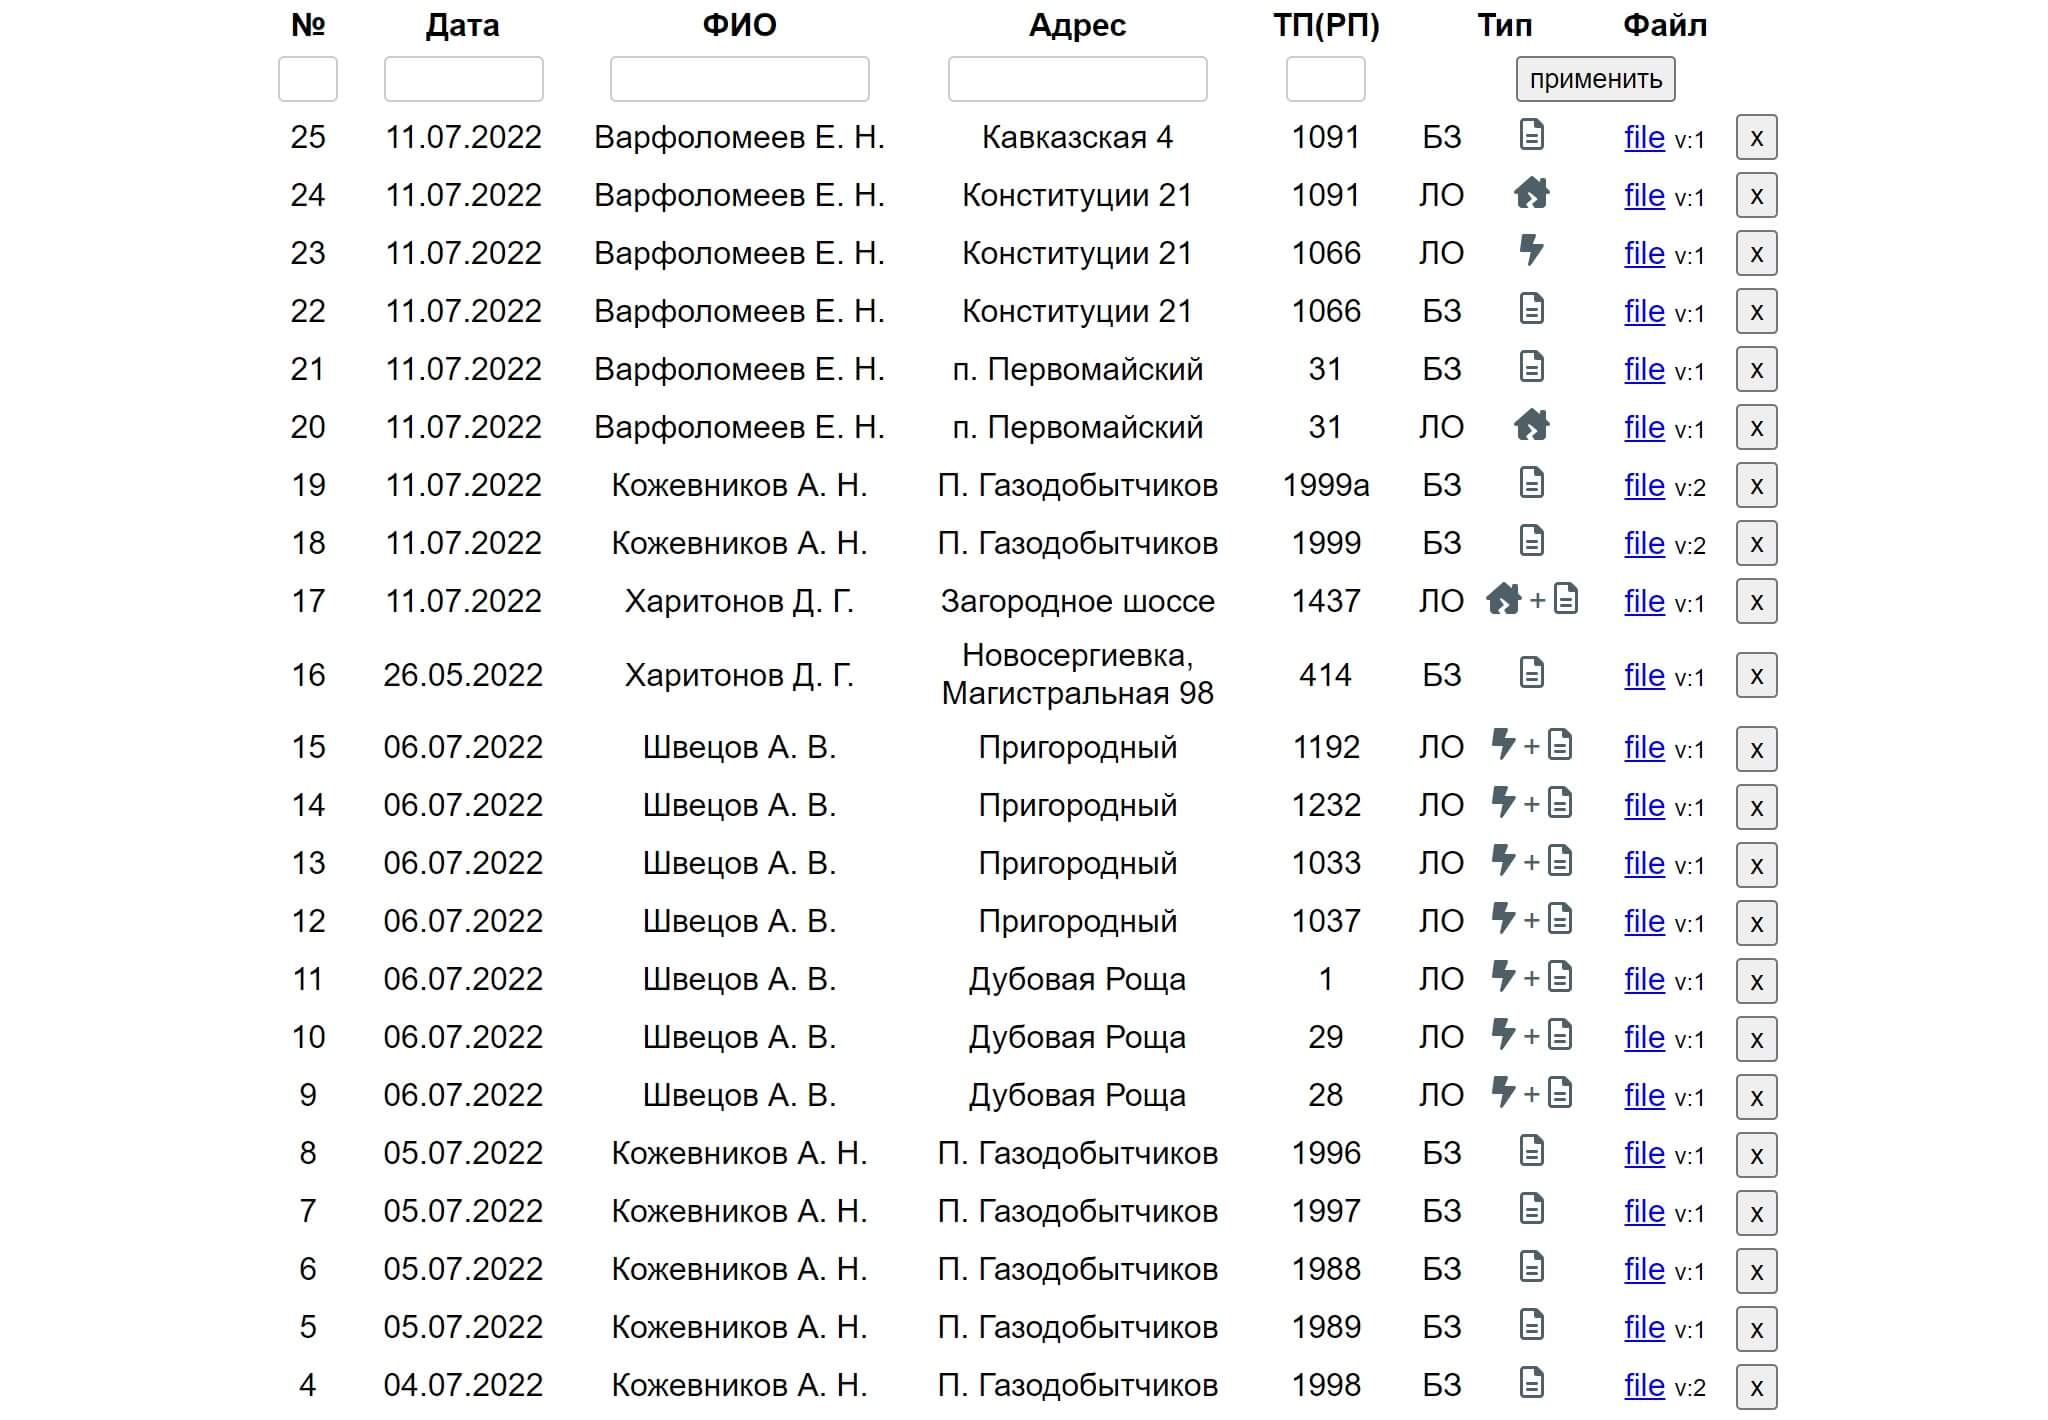 № Дата ФИО Адрес ТП(РП) Тип Файл
применить
25 11.07.2022 Варфоломеев Е. Н. Кавказская 4 1091 БЗ file v:1 x
24 11.07.2022 Варфоломеев Е. Н. Конституции 21 1091 ЛО file v:1 x
23 11.07.2022 Варфоломеев Е. Н. Конституции 21 1066 ЛО file v:1 x
22 11.07.2022 Варфоломеев Е. Н. Конституции 21 1066 БЗ file v:1 x
21 11.07.2022 Варфоломеев Е. Н. п. Первомайский 31 БЗ file v:1 x
20 11.07.2022 Варфоломеев Е. Н. п. Первомайский 31 ЛО file v:1 x
19 11.07.2022 Кожевников А. Н. П. Газодобытчиков 1999а БЗ file v:2 x
18 11.07.2022 Кожевников А. Н. П. Газодобытчиков 1999 БЗ file v:2 x
17 11.07.2022 Харитонов Д. Г. Загородное шоссе 1437 ЛО + file v:1 x
16 26.05.2022 Харитонов Д. Г. Новосергиевка,
Магистральная 98 414 БЗ file v:1 x
15 06.07.2022 Швецов А. В. Пригородный 1192 ЛО + file v:1 x
14 06.07.2022 Швецов А. В. Пригородный 1232 ЛО + file v:1 x
13 06.07.2022 Швецов А. В. Пригородный 1033 ЛО + file v:1 x
12 06.07.2022 Швецов А. В. Пригородный 1037 ЛО + file v:1 x
11 06.07.2022 Швецов А. В. Дубовая Роща 1 ЛО + file v:1 x
10 06.07.2022 Швецов А. В. Дубовая Роща 29 ЛО + file v:1 x
9 06.07.2022 Швецов А. В. Дубовая Роща 28 ЛО + file v:1 x
8 05.07.2022 Кожевников А. Н. П. Газодобытчиков 1996 БЗ file v:1 x
7 05.07.2022 Кожевников А. Н. П. Газодобытчиков 1997 БЗ file v:1 x
6 05.07.2022 Кожевников А. Н. П. Газодобытчиков 1988 БЗ file v:1 x
5 05.07.2022 Кожевников А. Н. П. Газодобытчиков 1989 БЗ file v:1 x
4 04.07.2022 Кожевников А. Н. П. Газодобытчиков 1998 БЗ file v:2 x